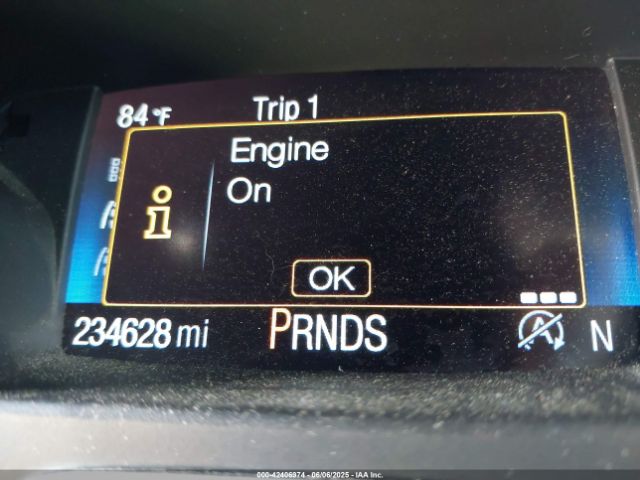 84°F Trip 1
Engine
On
i
OK
234628 mi PRNDS A N
000-42406974 | 06/06/2025 - IAA Inc.